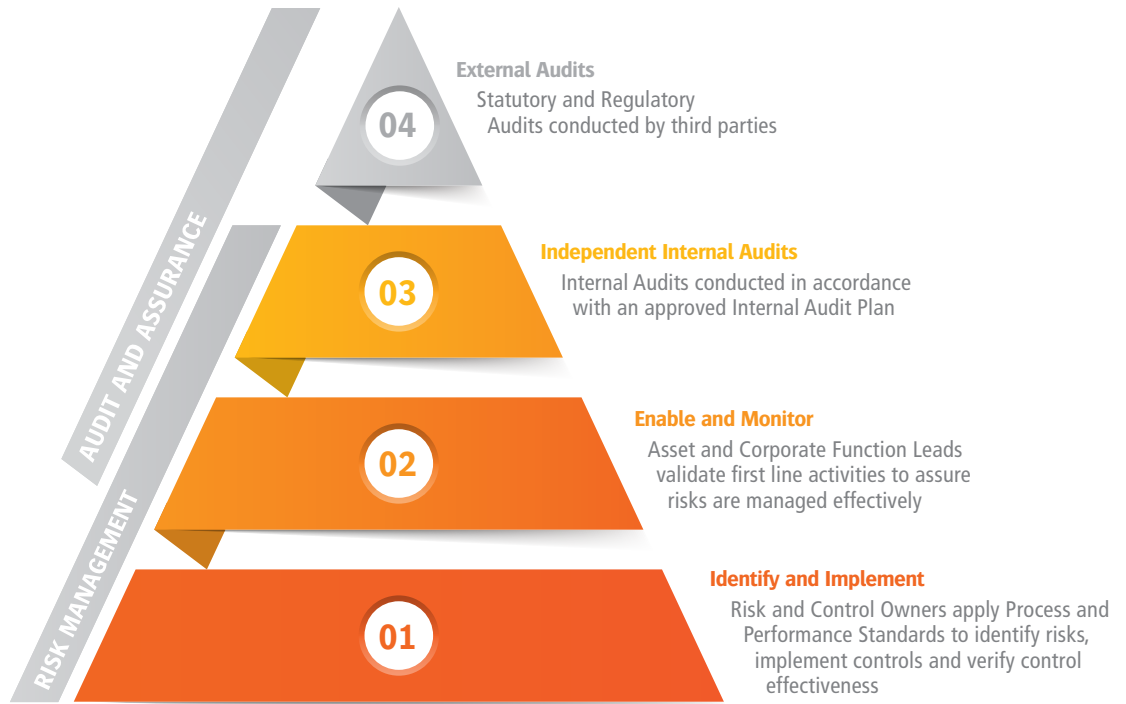 04
External Audits
Statutory and Regulatory
Audits conducted by third parties
AUDIT AND ASSURANCE
03
Independent Internal Audits
Internal Audits conducted in accordance
with an approved Internal Audit Plan
02
Enable and Monitor
Asset and Corporate Function Leads
validate first line activities to assure
risks are managed effectively
RISK MANAGEMENT
01
Identify and Implement
Risk and Control Owners apply Process and
Performance Standards to identify risks,
implement controls and verify control
effectiveness